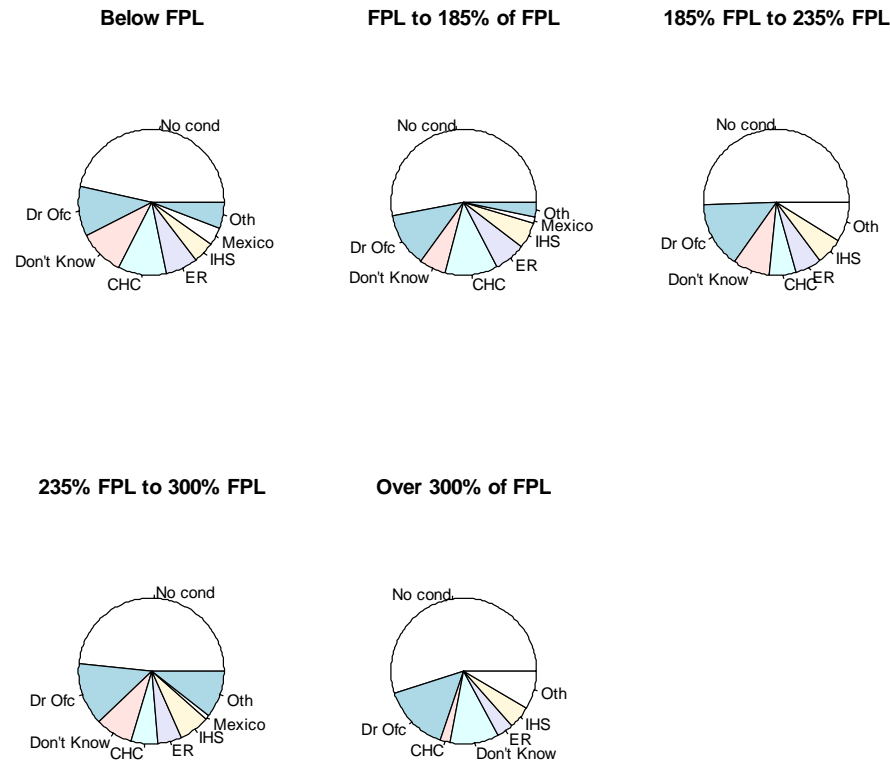 Below FPL
No cond
Dr Ofc
Don't Know
CHC
ER
IHS
Mexico
Oth
FPL to 185% of FPL
No cond
Dr Ofc
Don't Know
CHC
ER
IHS
Mexico
Oth
185% FPL to 235% FPL
No cond
Dr Ofc
Don't Know
CHC
ER
IHS
Oth
235% FPL to 300% FPL
No cond
Dr Ofc
Don't Know
CHC
ER
IHS
Mexico
Oth
Over 300% of FPL
No cond
Dr Ofc
CHC
Don't Know
ER
IHS
Oth